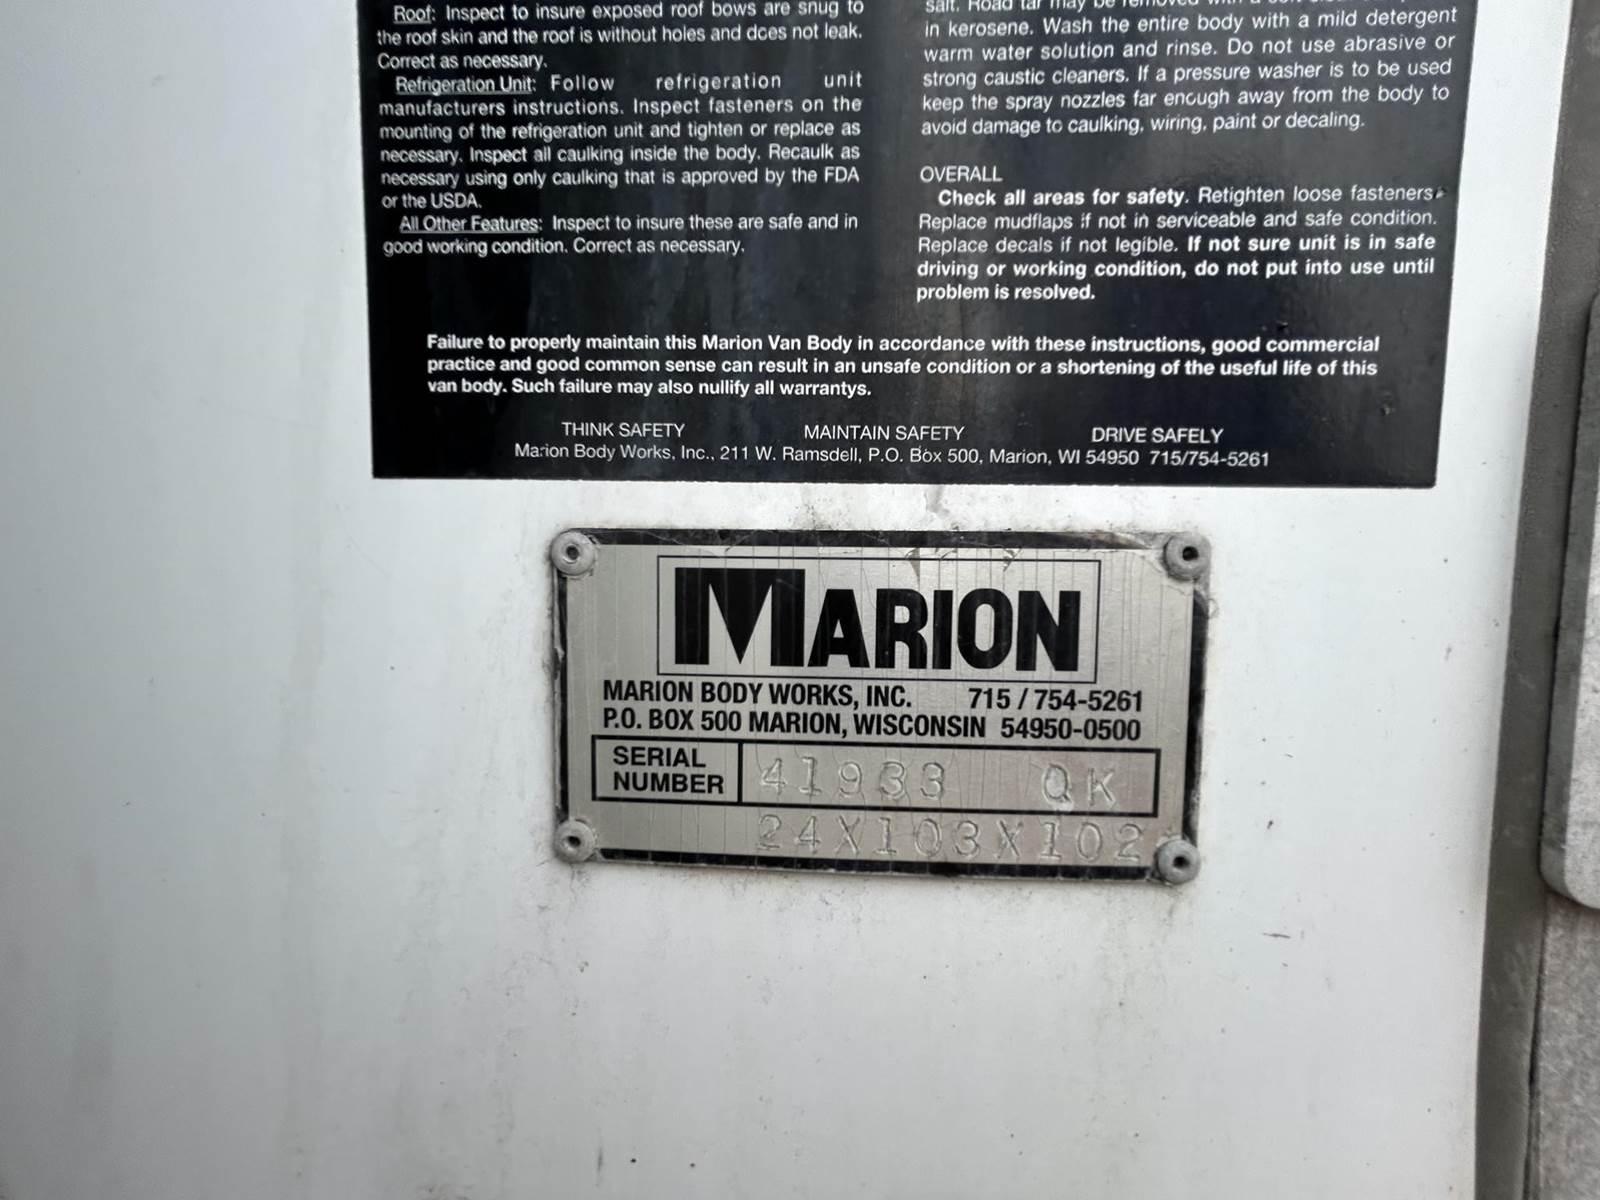 Roof: Inspect to insure exposed roof bows are snug to
the roof skin and the roof is without holes and dces not leak.
Correct as necessary.
Refrigeration Unit: Follow refrigeration unit
manufacturers instructions. Inspect fasteners on the
mounting of the refrigeration unit and tighten or replace as
necessary. Inspect all caulking inside the body. Recaulk as
necessary using only caulking that is approved by the FDA
or the USDA.
All Other Features: Inspect to insure these are safe and in
good working condition. Correct as necessary.
salt. Road tar may be removed with a
in kerosene. Wash the entire body with a mild detergent
warm water solution and rinse. Do not use abrasive or
strong caustic cleaners. If a pressure washer is to be used
keep the spray nozzles far enough away from the body to
avoid damage to caulking, wiring, paint or decaling.
OVERALL
Check all areas for safety. Retighten loose fasteners.
Replace mudflaps if not in serviceable and safe condition.
Replace decals if not legible. If not sure unit is in safe
driving or working condition, do not put into use until
problem is resolved.
Failure to properly maintain this Marion Van Body in accordance with these instructions, good commercial
practice and good common sense can result in an unsafe condition or a shortening of the useful life of this
van body. Such failure may also nullify all warrantys.
THINK SAFETY MAINTAIN SAFETY DRIVE SAFELY
Marion Body Works, Inc., 211 W. Ramsdell, P.O. Box 500, Marion, WI 54950 715/754-5261
MARION
MARION BODY WORKS, INC. 715 / 754-5261
P.O. BOX 500 MARION, WISCONSIN 54950-0500
SERIAL
NUMBER
41933 QK
24X103X102